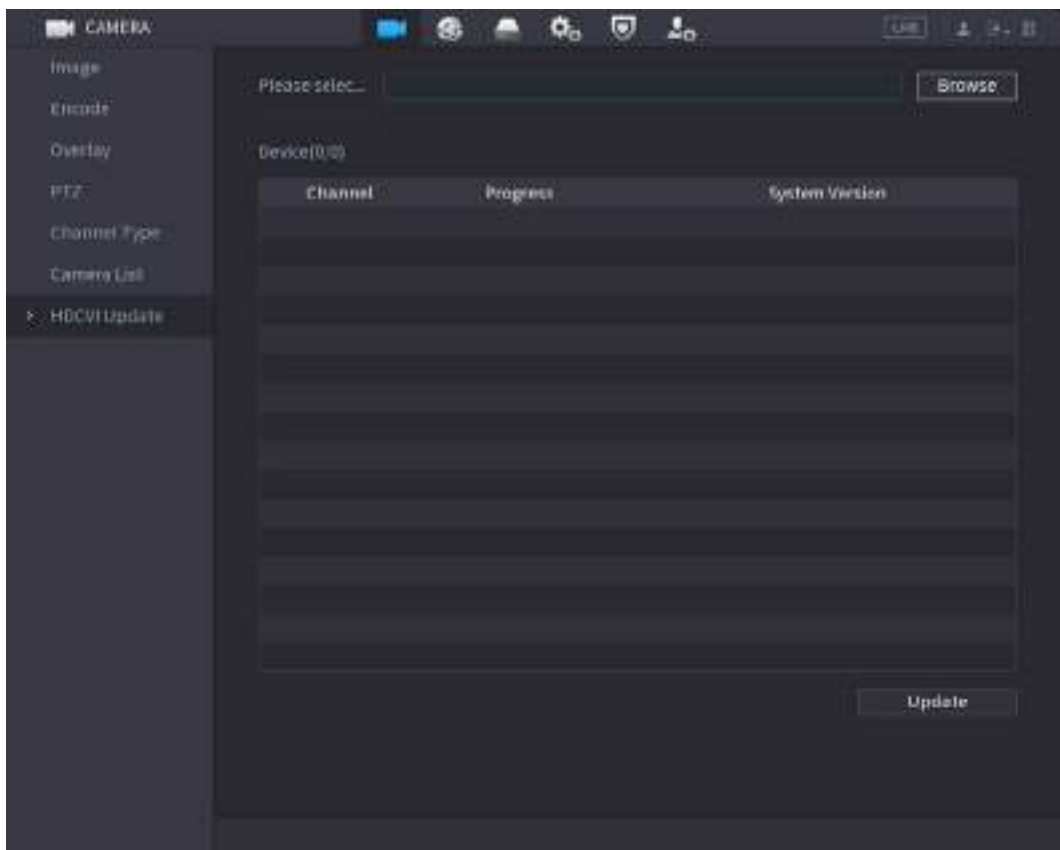 CAMERA
LIVE
Image
Encode
Overlay
PTZ
Channel Type
Camera List
HDCVI Update
Please selec...
Browse
Device(0/0)
Channel Progress System Version
Update